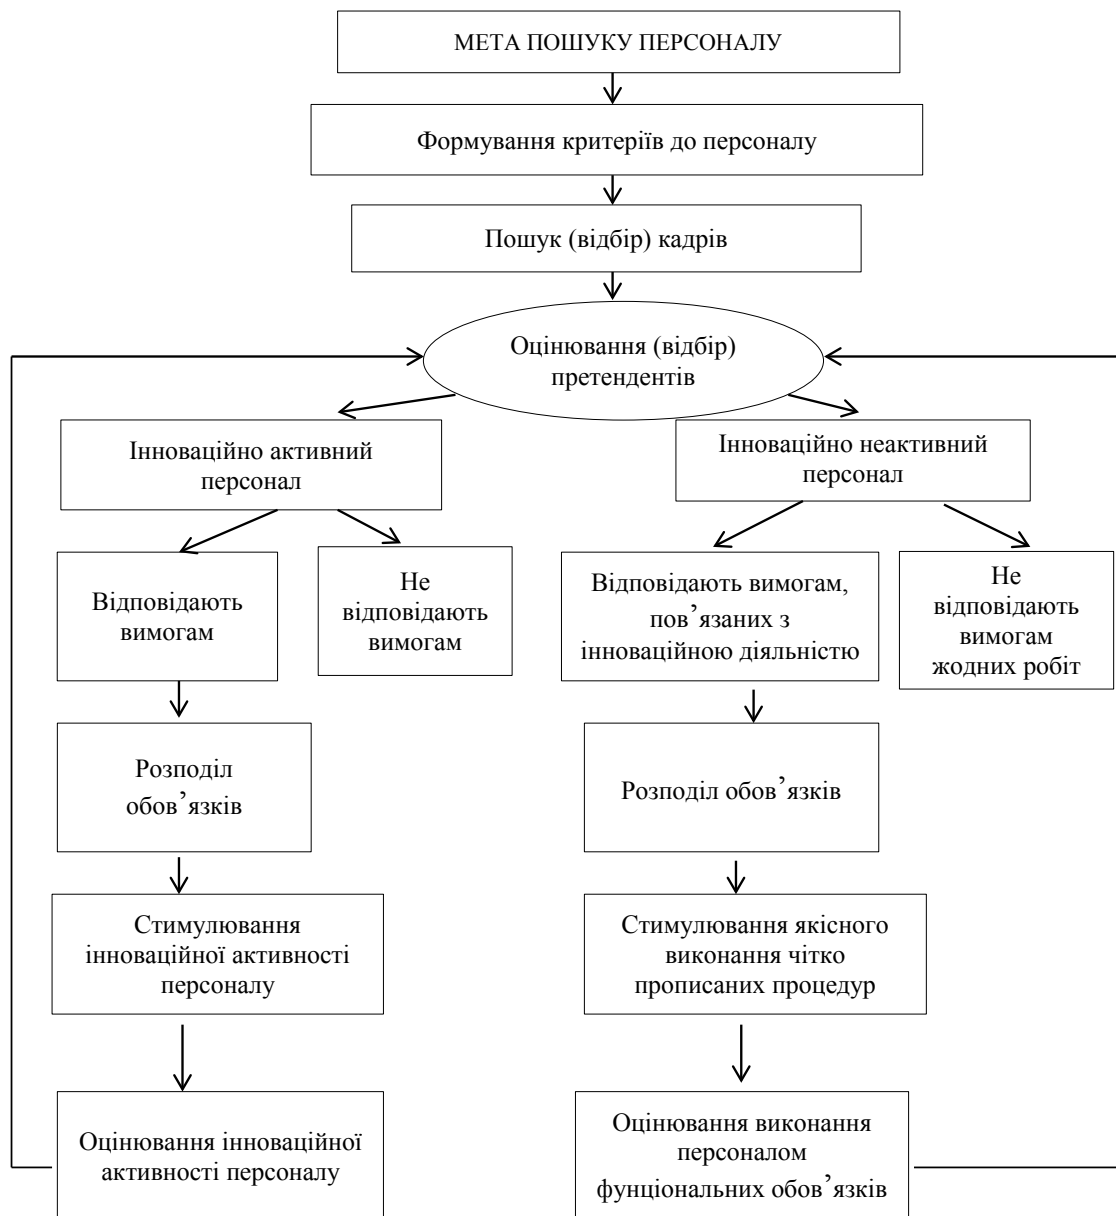 МЕТА ПОШУКУ ПЕРСОНАЛУ
Формування критеріїв до персоналу
Пошук (відбір) кадрів
Оцінювання (відбір)
претендентів
Інноваційно активний
персонал
Інноваційно неактивний
персонал
Відповідають
вимогам
Не
відповідають
вимогам
Відповідають вимогам,
пов’язаних з
інноваційною діяльністю
Не
відповідають
вимогам
жодних робіт
Розподіл
обов’язків
Розподіл обов’язків
Стимулювання
інноваційної активності
персоналу
Стимулювання якісного
виконання чітко
прописаних процедур
Оцінювання інноваційної
активності персоналу
Оцінювання виконання
персоналом
фунціональних обов’язків